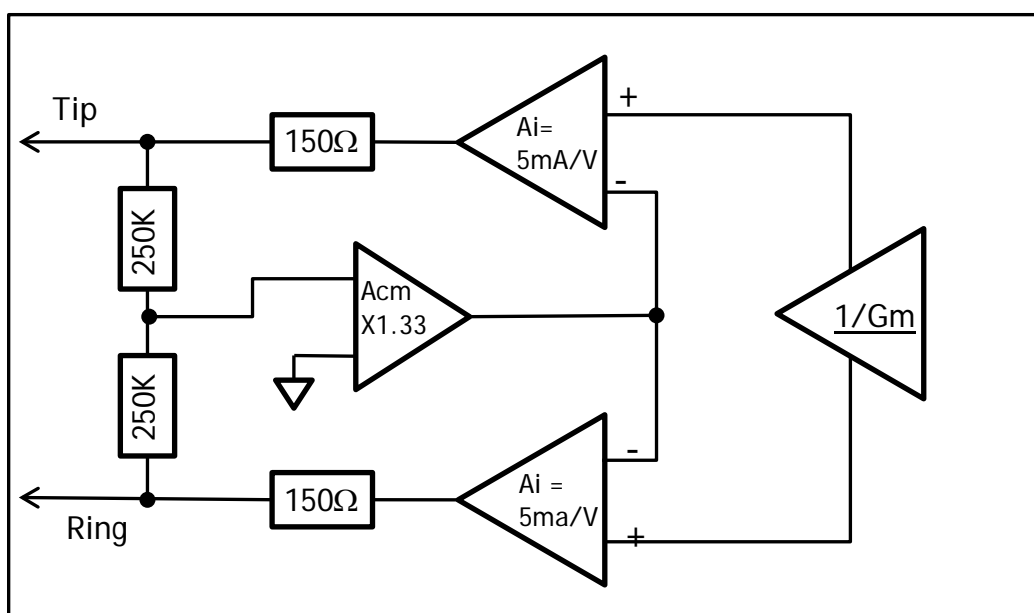 Tip
150Ω
Ai=
5mA/V
+
-
250K
Acm
X1.33
1/Gm
250K
-
Ai =
5ma/V
150Ω
+
Ring